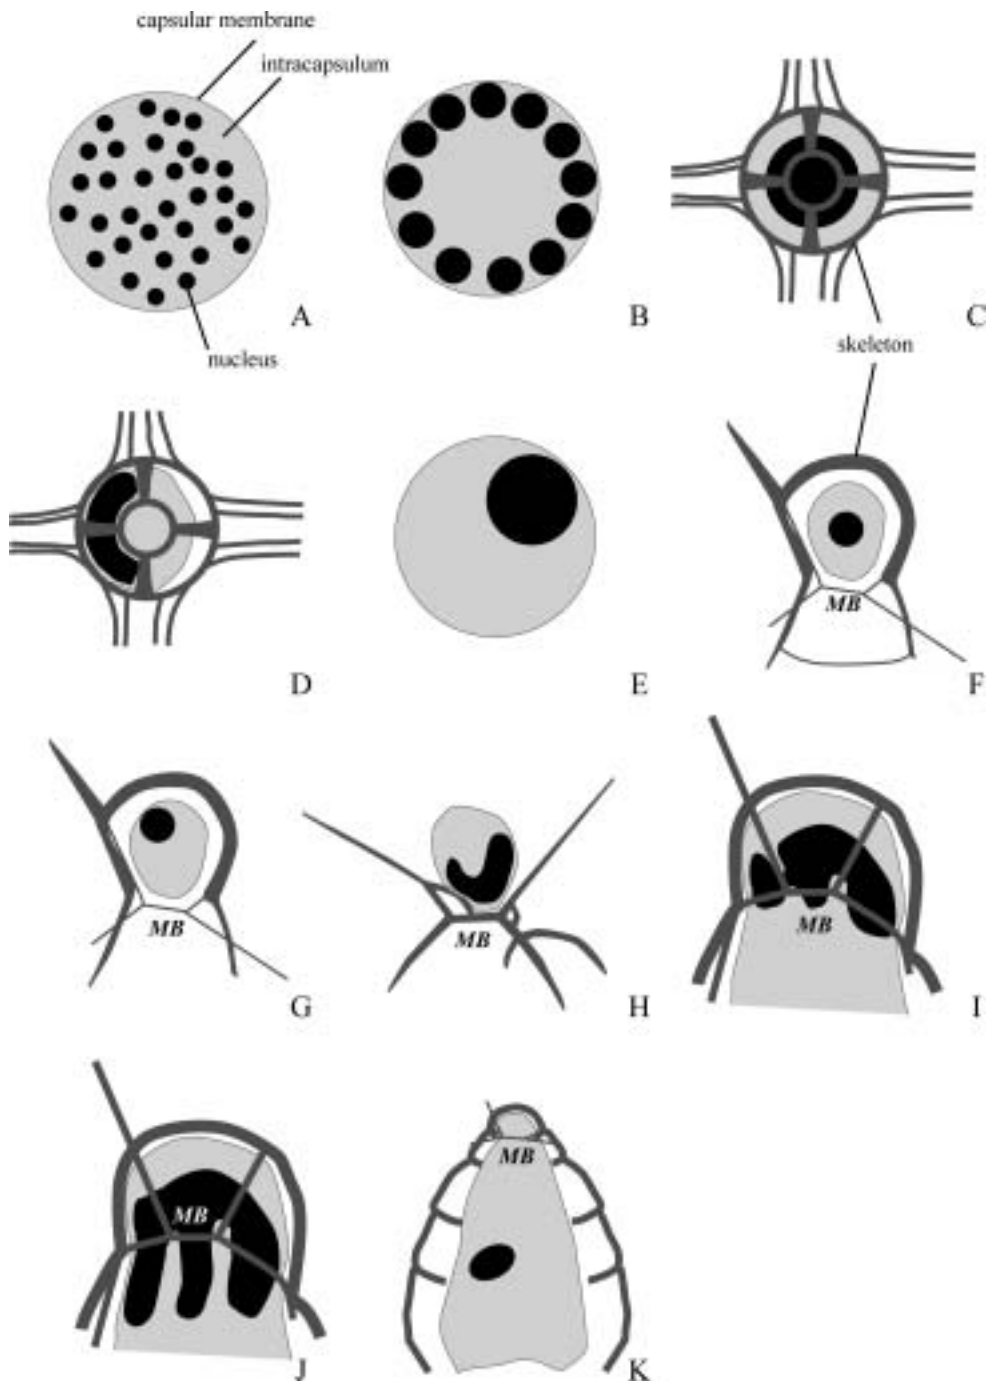 capsular membrane
intracapsulum
A
B
C
nucleus
skeleton
D
E
MB
F
MB
G
MB
H
MB
I
MB
J
MB
K